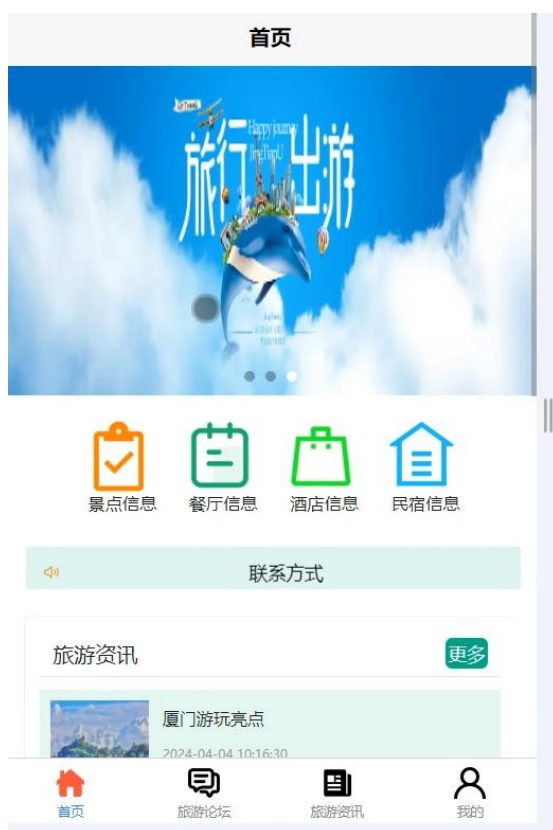 首页
Happy journey
旅行出游
景点信息
餐厅信息
酒店信息
民宿信息
联系方式
旅游资讯
更多
厦门游玩亮点
2024-04-04 10:16:30
首页
旅游论坛
旅游资讯
我的